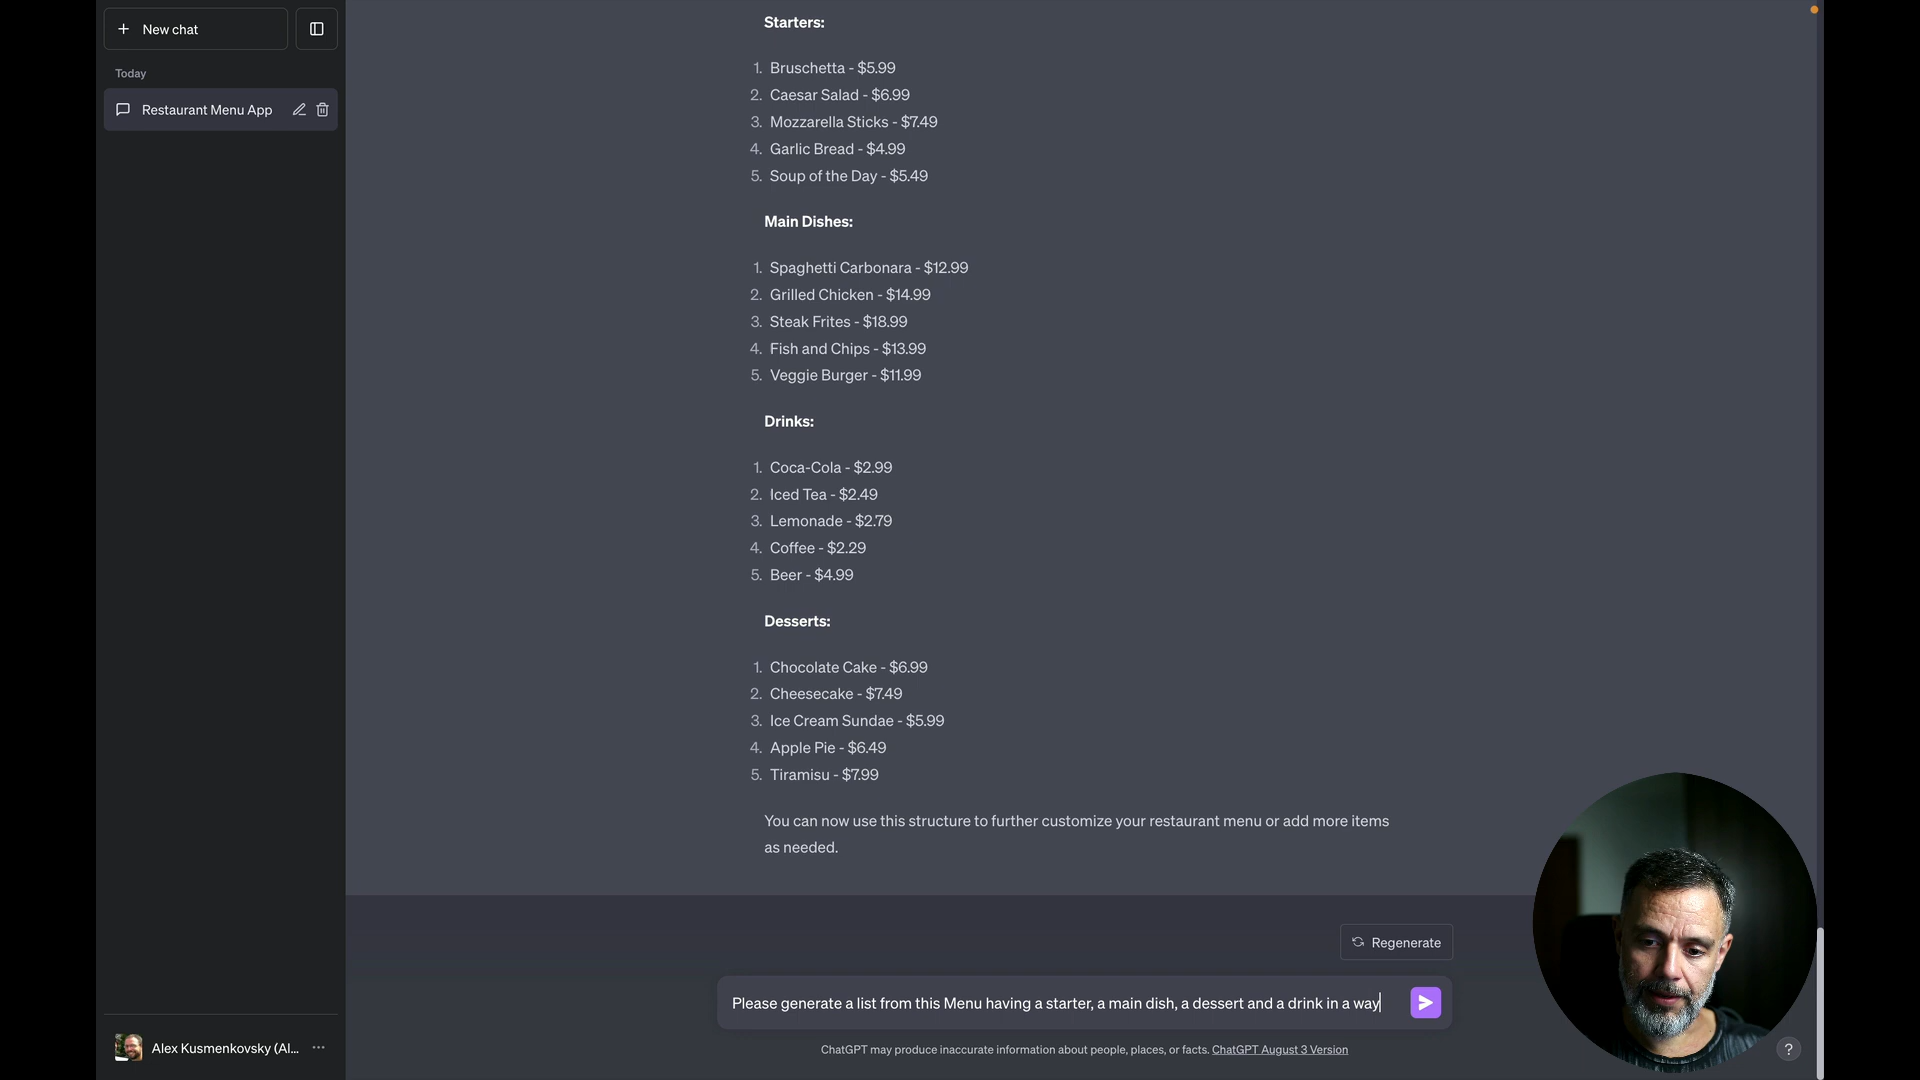 New chat
Today
Restaurant Menu App
Starters:
1. Bruschetta - $5.99
2. Caesar Salad - $6.99
3. Mozzarella Sticks - $7.49
4. Garlic Bread - $4.99
5. Soup of the Day - $5.49
Main Dishes:
1. Spaghetti Carbonara - $12.99
2. Grilled Chicken - $14.99
3. Steak Frites - $18.99
4. Fish and Chips - $13.99
5. Veggie Burger - $11.99
Drinks:
1. Coca-Cola - $2.99
2. Iced Tea - $2.49
3. Lemonade - $2.79
4. Coffee - $2.29
5. Beer - $4.99
Desserts:
1. Chocolate Cake - $6.99
2. Cheesecake - $7.49
3. Ice Cream Sundae - $5.99
4. Apple Pie - $6.49
5. Tiramisu - $7.99
You can now use this structure to further customize your restaurant menu or add more items
as needed.
Regenerate
Please generate a list from this Menu having a starter, a main dish, a dessert and a drink in a way
Alex Kusmenkovsky (Al...
ChatGPT may produce inaccurate information about people, places, or facts. ChatGPT August 3 Version
?